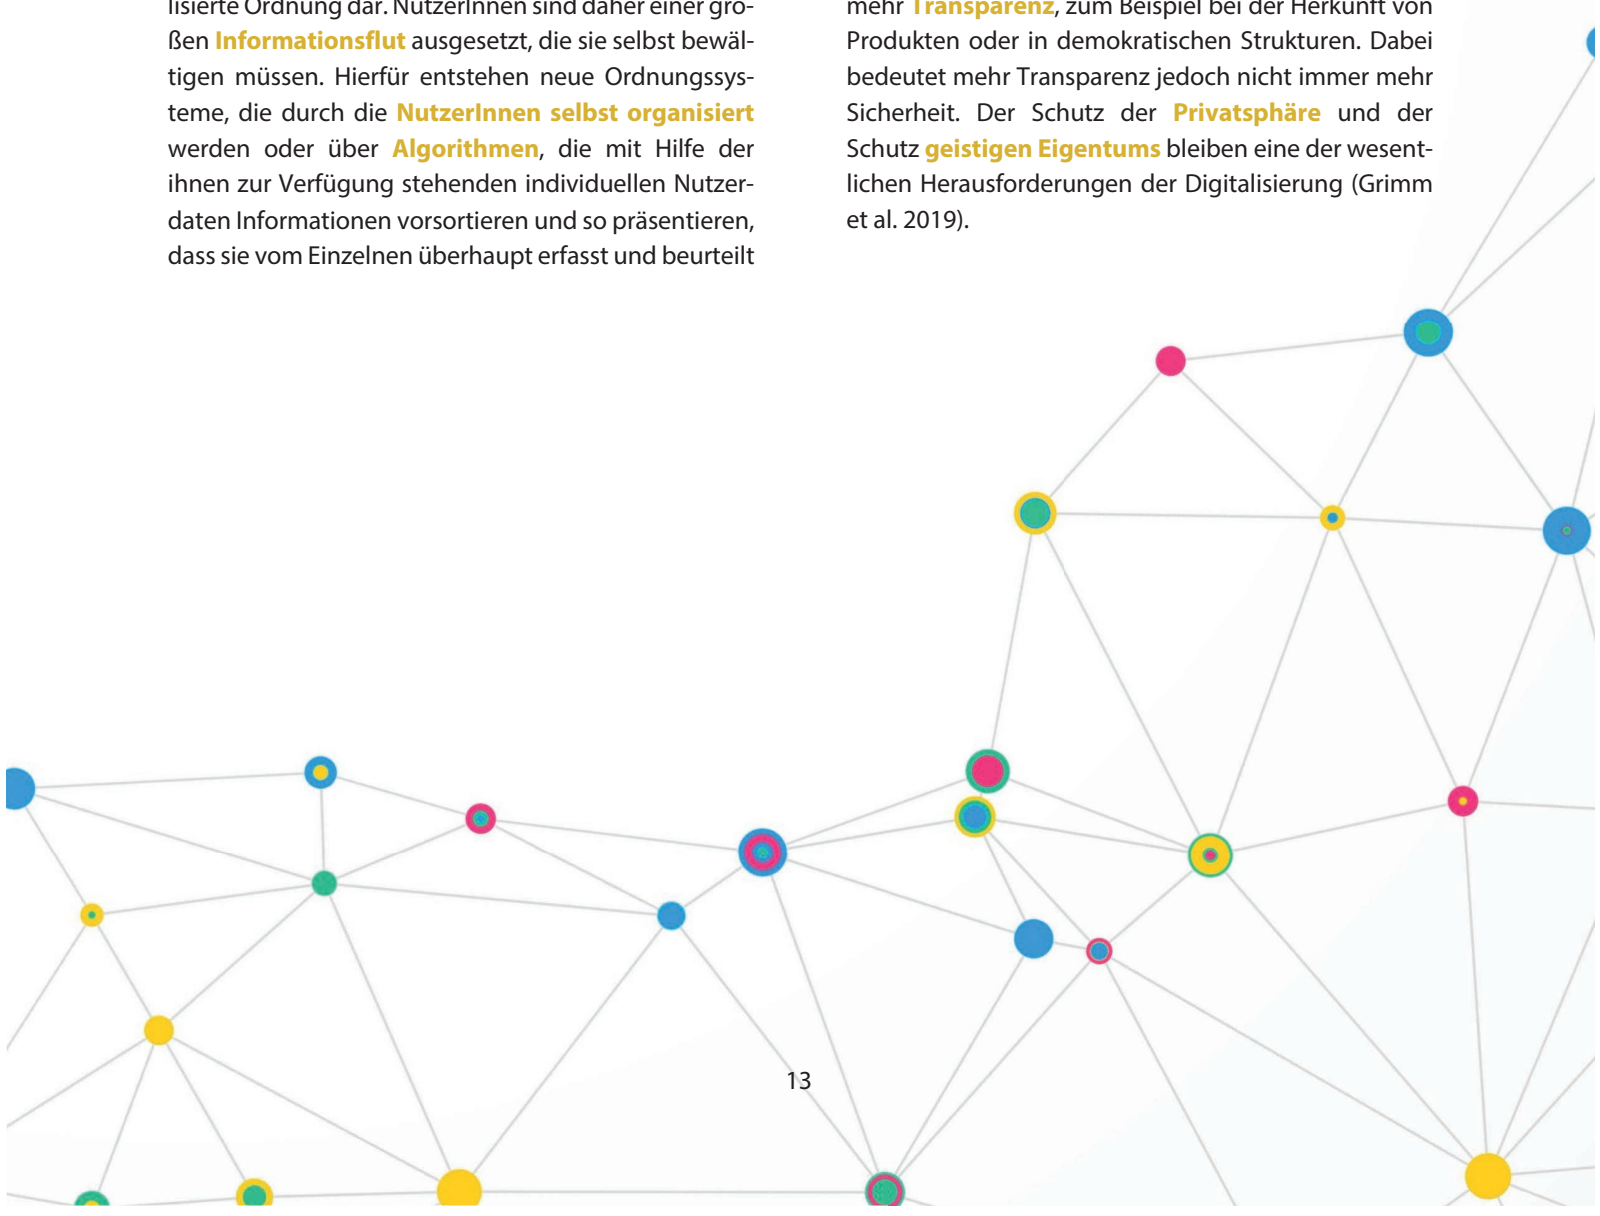 lisierte Ordnung dar. NutzerInnen sind daher einer gro-
ßen Informationsflut ausgesetzt, die sie selbst bewäl-
tigen müssen. Hierfür entstehen neue Ordnungssys-
teme, die durch die NutzerInnen selbst organisiert
werden oder über Algorithmen, die mit Hilfe der
ihnen zur Verfügung stehenden individuellen Nutzer-
daten Informationen vorsortieren und so präsentieren,
dass sie vom Einzelnen überhaupt erfasst und beurteilt
mehr Transparenz, zum Beispiel bei der Herkunft von
Produkten oder in demokratischen Strukturen. Dabei
bedeutet mehr Transparenz jedoch nicht immer mehr
Sicherheit. Der Schutz der Privatsphäre und der
Schutz geistigen Eigentums bleiben eine der wesent-
lichen Herausforderungen der Digitalisierung (Grimm
et al. 2019).
13